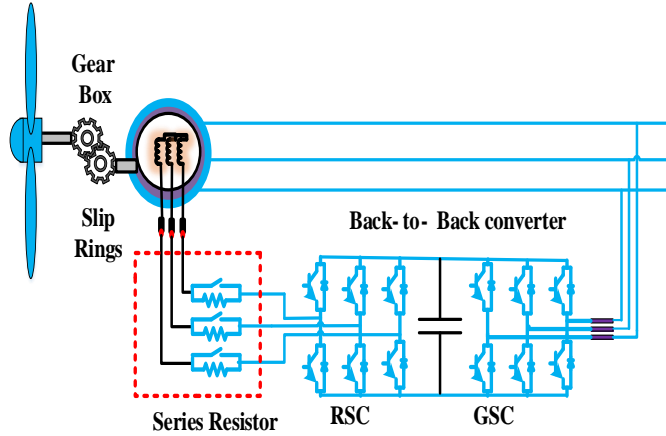 Gear
Box
Slip
Rings
Back- to- Back converter
Series Resistor
RSC
GSC